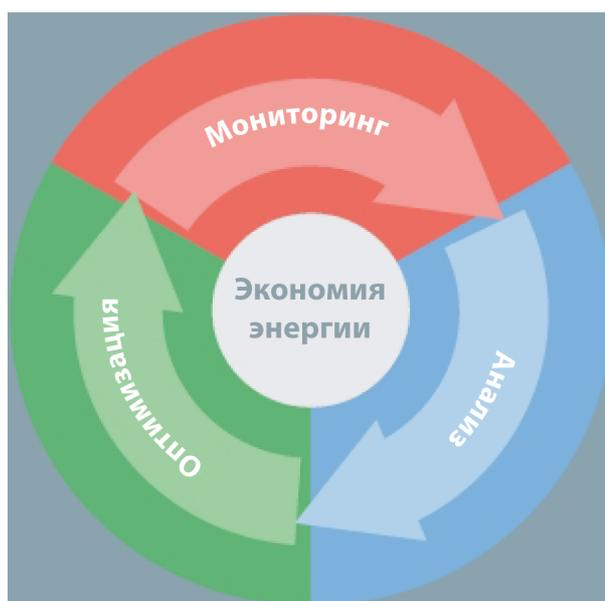 Мониторинг
Экономия
энергии
Анализ
Оптимизация